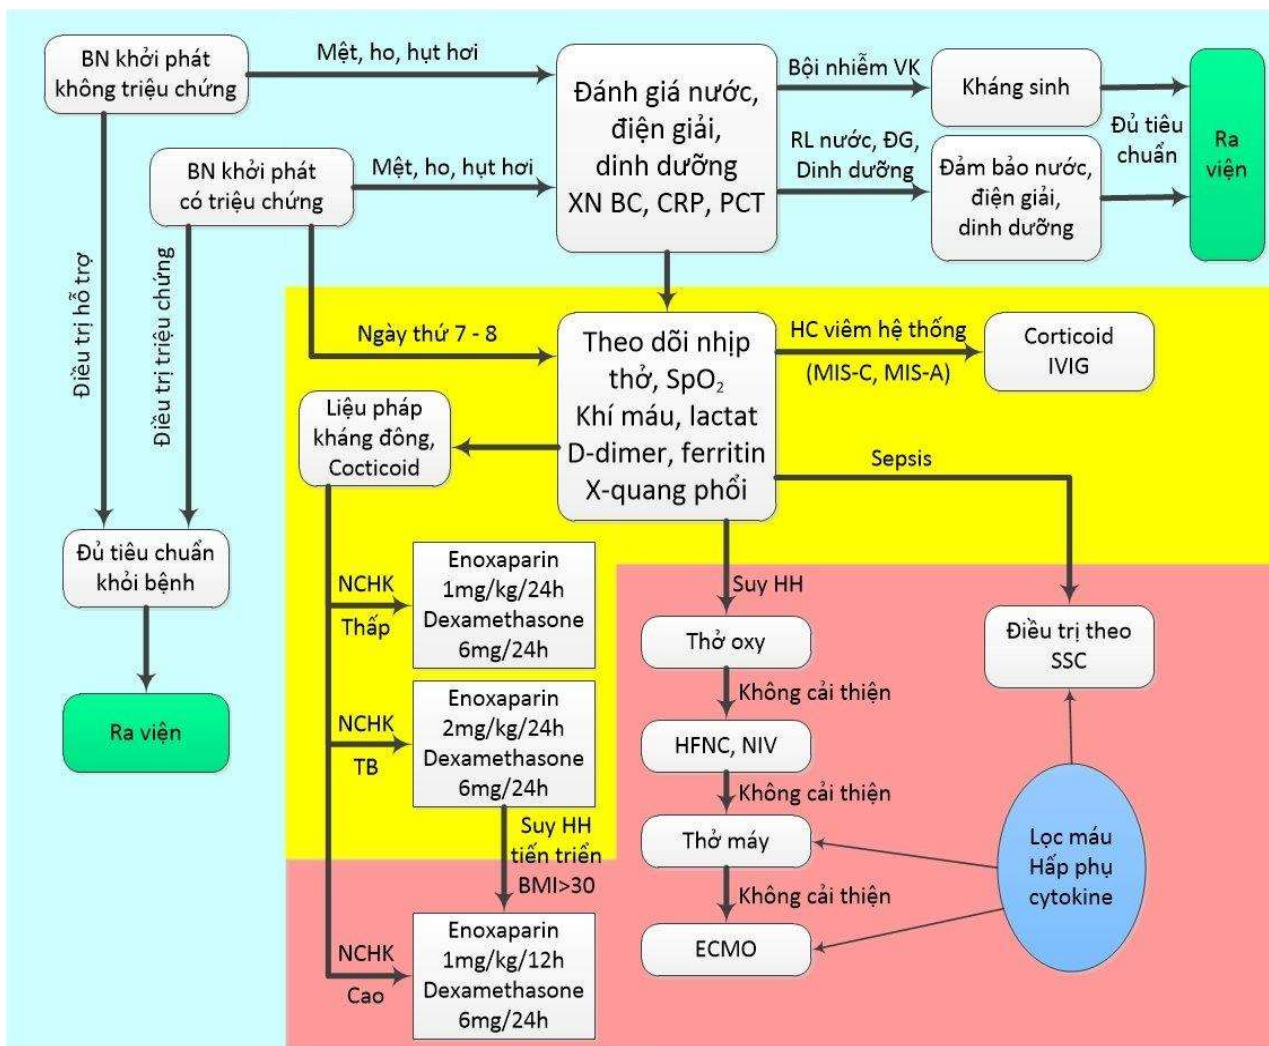 BN khởi phát
không triệu chứng
Mệt, ho, hụt hơi
Đánh giá nước,
điện giải,
dinh dưỡng
XN BC, CRP, PCT
Bội nhiễm VK
Kháng sinh
RL nước, ĐG,
Dinh dưỡng
Đảm bảo nước,
điện giải,
dinh dưỡng
Đủ tiêu
chuẩn
Ra
viện
BN khởi phát
có triệu chứng
Mệt, ho, hụt hơi
Điều trị hỗ trợ
Điều trị triệu chứng
Ngày thứ 7 - 8
Theo dõi nhịp
thở, SpO₂
Khí máu, lactat
D-dimer, ferritin
X-quang phổi
HC viêm hệ thống
(MIS-C, MIS-A)
Corticoid
IVIG
Liệu pháp
kháng đông,
Cocticoid
Sepsis
Đủ tiêu chuẩn
khỏi bệnh
Ra viện
NCHK
Thấp
Enoxaparin
1mg/kg/24h
Dexamethasone
6mg/24h
NCHK
TB
Enoxaparin
2mg/kg/24h
Dexamethasone
6mg/24h
Suy HH
tiến triển
BMI>30
NCHK
Cao
Enoxaparin
1mg/kg/12h
Dexamethasone
6mg/24h
Suy HH
Thở oxy
Không cải thiện
HFNC, NIV
Không cải thiện
Thở máy
Không cải thiện
ECMO
Điều trị theo
SSC
Lọc máu
Hấp phụ
cytokine